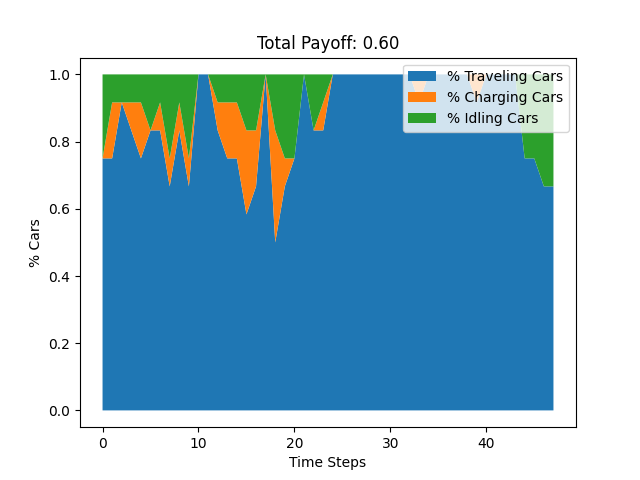 Total Payoff: 0.60
% Traveling Cars
% Charging Cars
% Idling Cars
1.0
0.8
0.6
0.4
0.2
0.0
% Cars
0
10
20
30
40
Time Steps